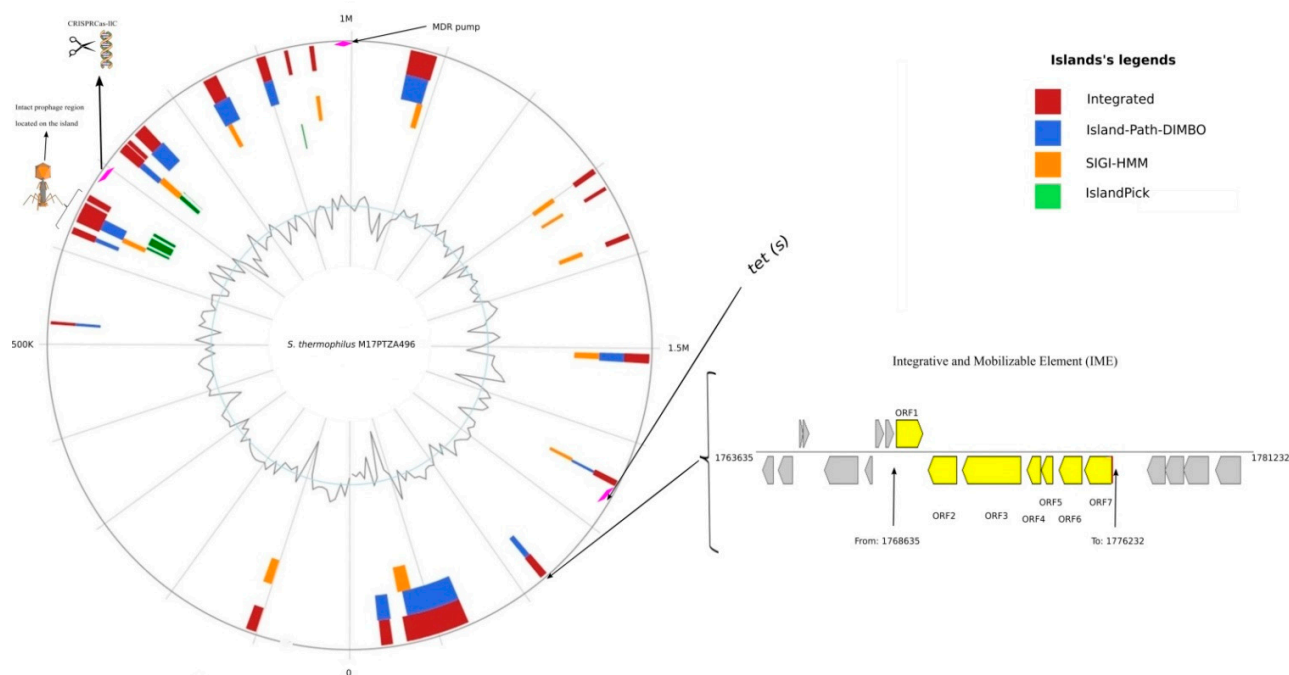 CRISPRCas-IIC
1M
MDR pump
Intact prophage region
located on the island
Islands's legends
Integrated
Island-Path-DIMBO
SIGI-HMM
IslandPick
tet (s)
500K
S. thermophilus M17PTZA496
1.5M
Integrative and Mobilizable Element (IME)
ORF1
1763635
1781232
ORF5
ORF7
ORF2
ORF3
ORF4
ORF6
From: 1768635
To: 1776232
0